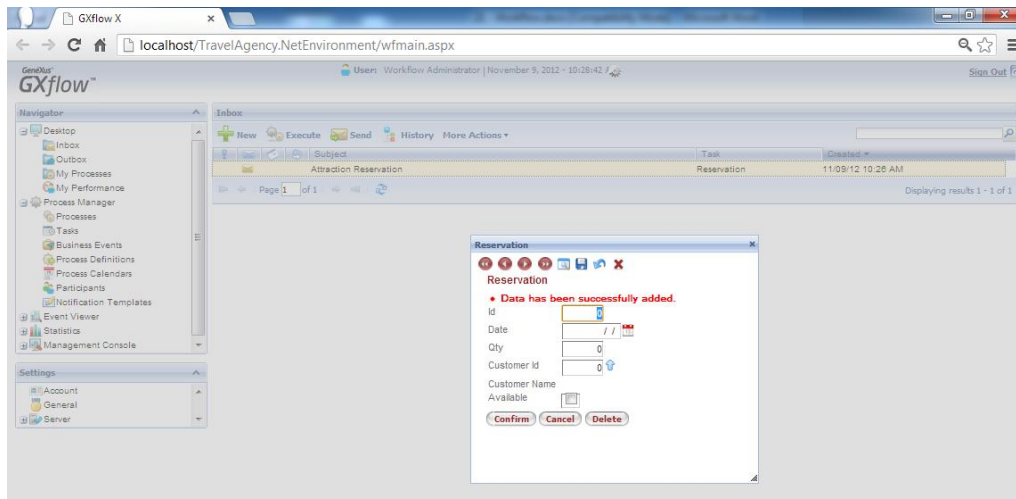 GXflow X
localhost/TravelAgency.NetEnvironment/wfmain.aspx
GeneXus
GXflow™
User: Workflow Administrator | November 9, 2012 - 10:28:42 /
Sign Out
Navigator
Desktop
Inbox
Outbox
My Processes
My Performance
Process Manager
Processes
Tasks
Business Events
Process Definitions
Process Calendars
Participants
Notification Templates
Event Viewer
Statistics
Management Console
Settings
Account
General
Server
Inbox
New Execute Send History More Actions
Subject Task Created
Attraction Reservation Reservation 11/09/12 10:26 AM
Page 1 of 1
Displaying results 1 - 1 of 1
Reservation
Reservation
• Data has been successfully added.
Id 0
Date / /
Qty 0
Customer Id 0
Customer Name
Available
Confirm Cancel Delete